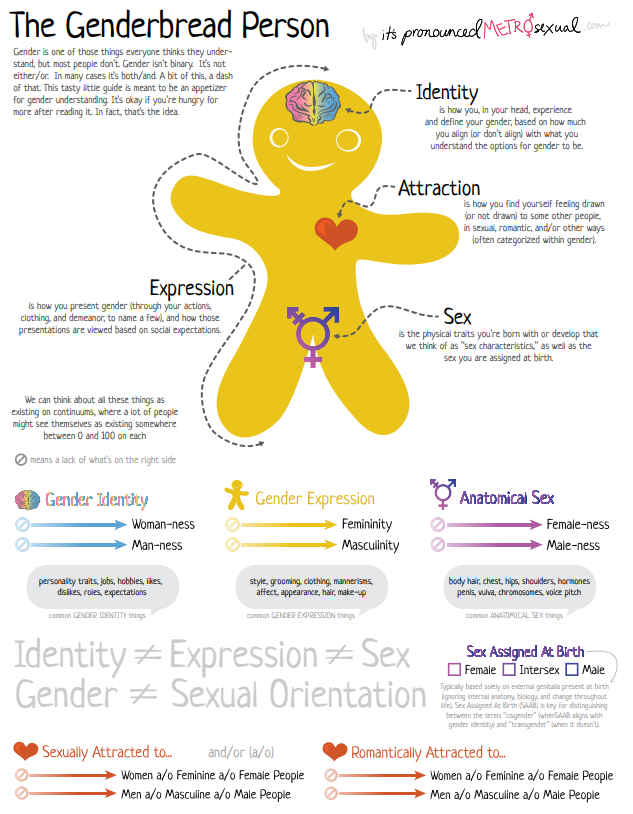 The Genderbread Person
by it's pronounced METROsexual .com
Gender is one of those things everyone thinks they under-
stand, but most people don't. Gender isn't binary. It's not
either/or. In many cases it's both/and. A bit of this, a dash
of that. This tasty little guide is meant to be an appetizer
for gender understanding. It's okay if you're hungry for
more after reading it. In fact, that's the idea.
Identity
is how you, in your head, experience
and define your gender, based on how much
you align (or don't align) with what you
understand the options for gender to be.
Attraction
is how you find yourself feeling drawn
(or not drawn) to some other people,
in sexual, romantic, and/or other ways
(often categorized within gender).
Expression
is how you present gender (through your actions,
clothing, and demeanor, to name a few), and how those
presentations are viewed based on social expectations.
Sex
is the physical traits you're born with or develop that
we think of as "sex characteristics," as well as the
sex you are assigned at birth.
We can think about all these things as
existing on continuums, where a lot of people
might see themselves as existing somewhere
between 0 and 100 on each
means a lack of what's on the right side
Gender Identity
Woman-ness
Man-ness
personality traits, jobs, hobbies, likes,
dislikes, roles, expectations
common GENDER IDENTITY things
Gender Expression
Femininity
Masculinity
style, grooming, clothing, mannerisms,
affect, appearance, hair, make-up
common GENDER EXPRESSION things
Anatomical Sex
Female-ness
Male-ness
body hair, chest, hips, shoulders, hormones
penis, vulva, chromosomes, voice pitch
common ANATOMICAL SEX things
Identity ≠ Expression ≠ Sex
Gender ≠ Sexual Orientation
Sex Assigned At Birth
Female Intersex Male
Typically based solely on external genitalia present at birth
(ignoring internal anatomy, biology, and change throughout
life), Sex Assigned At Birth (SAAB) is key for distinguishing
between the terms "cisgender" (whenSAAB aligns with
gender identity) and "transgender" (when it doesn't).
Sexually Attracted to...
and/or (a/o)
Women a/o Feminine a/o Female People
Men a/o Masculine a/o Male People
Romantically Attracted to...
Women a/o Feminine a/o Female People
Men a/o Masculine a/o Male People